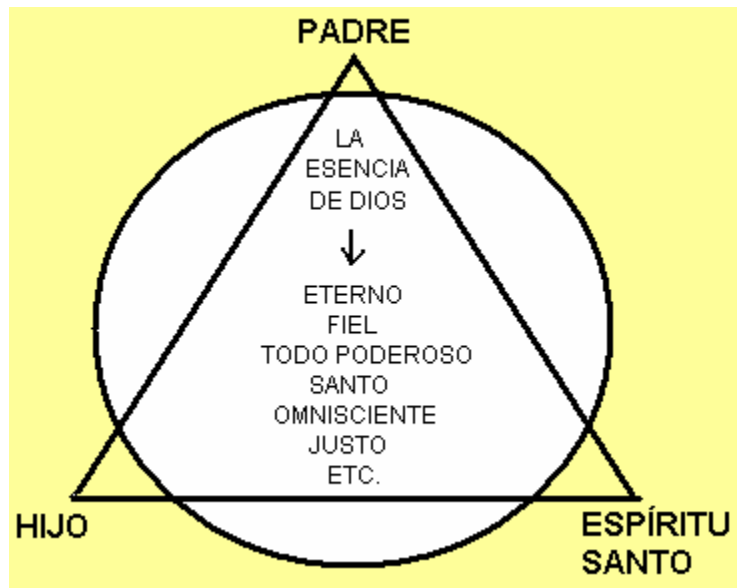 PADRE
LA
ESENCIA
DE DIOS
ETERNO
FIEL
TODO PODEROSO
SANTO
OMNISCIENTE
JUSTO
ETC.
HIJO
ESPÍRITU
SANTO